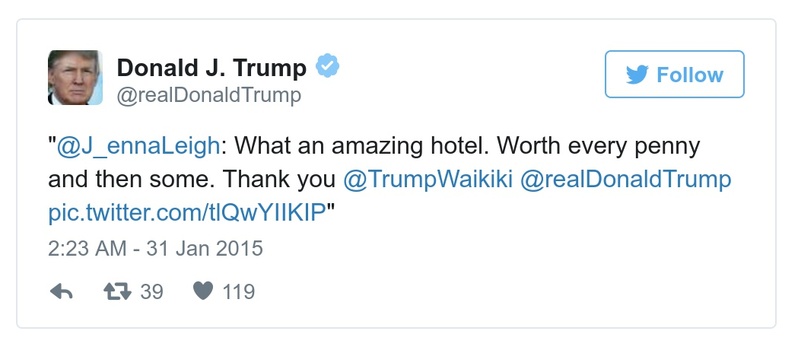 Donald J. Trump
@realDonaldTrump
Follow
"@J_ennaLeigh: What an amazing hotel. Worth every penny
and then some. Thank you @TrumpWaikiki @realDonaldTrump
pic.twitter.com/tlQwYIIKIP"
2:23 AM - 31 Jan 2015
39
119